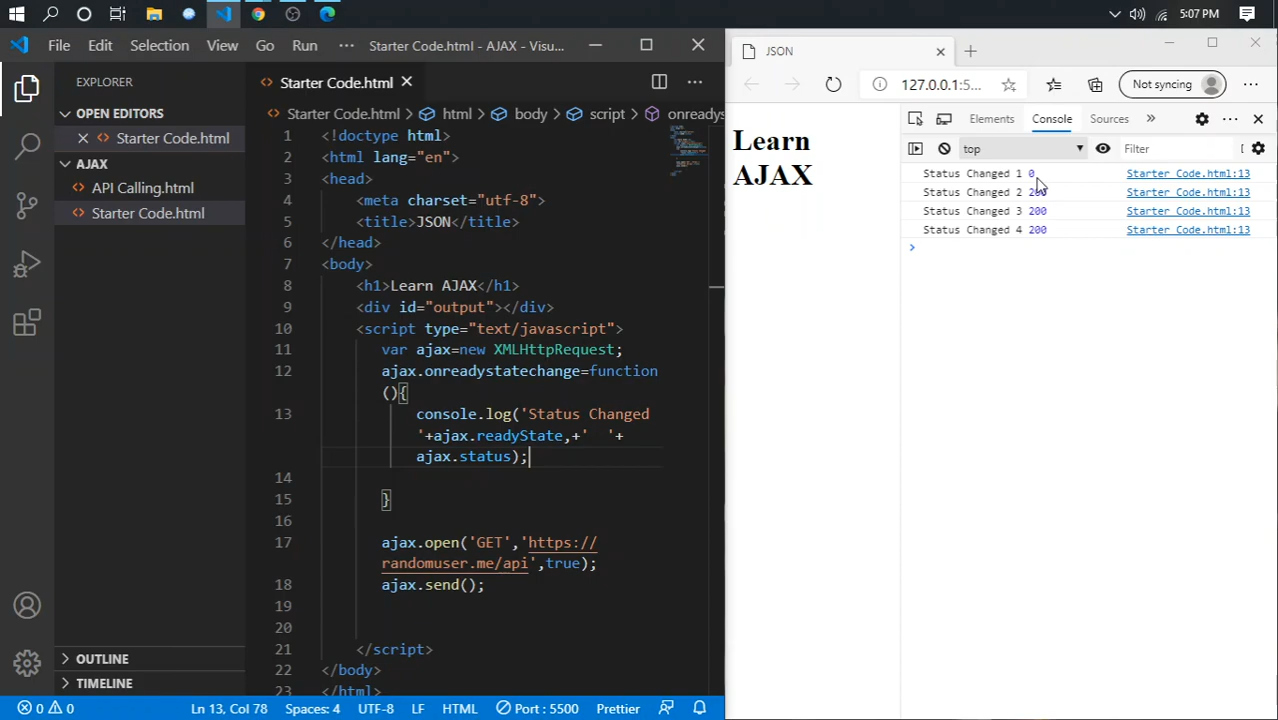 5:07 PM
File Edit Selection View Go Run ··· Starter Code.html - AJAX - Visu...
EXPLORER
OPEN EDITORS
Starter Code.html
AJAX
API Calling.html
Starter Code.html
OUTLINE
TIMELINE
Starter Code.html
Starter Code.html > html > body > script > onreadys
1 <!doctype html>
2 <html lang="en">
3 <head>
4 <meta charset="utf-8">
5 <title>JSON</title>
6 </head>
7 <body>
8 <h1>Learn AJAX</h1>
9 <div id="output"></div>
10 <script type="text/javascript">
11 var ajax=new XMLHttpRequest;
12 ajax.onreadystatechange=function
(){
13 console.log('Status Changed
'+ajax.readyState,+'  '+
ajax.status);
14
15 }
16
17 ajax.open('GET','https://
randomuser.me/api',true);
18 ajax.send();
19
20
21 </script>
22 </body>
23 </html>
0 0 Ln 13, Col 78 Spaces: 4 UTF-8 LF HTML Port : 5500 Prettier
JSON
127.0.0.1:5... Not syncing
Learn
AJAX
Elements Console Sources
top Filter
Status Changed 1 0 Starter Code.html:13
Status Changed 2 200 Starter Code.html:13
Status Changed 3 200 Starter Code.html:13
Status Changed 4 200 Starter Code.html:13